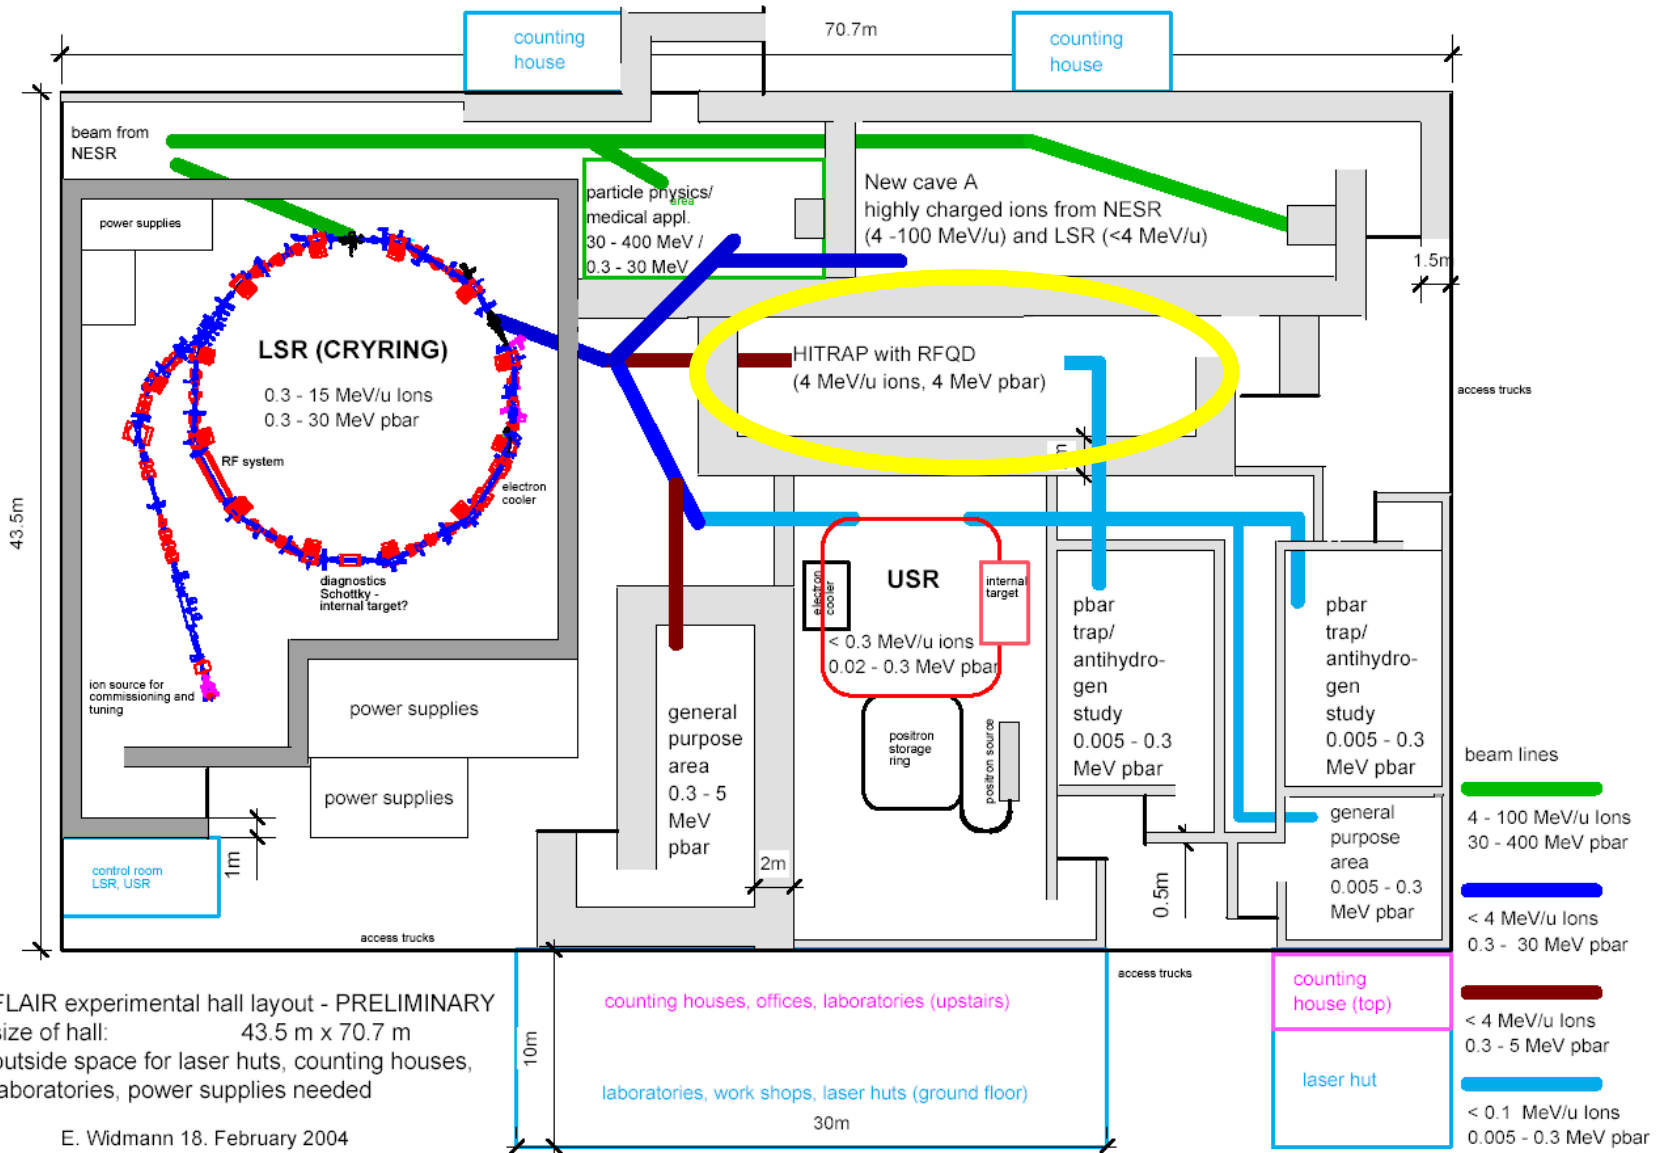 70.7m
counting
house
counting
house
beam from
NESR
particle physics/
area
medical appl.
30 - 400 MeV /
0.3 - 30 MeV
New cave A
highly charged ions from NESR
(4 -100 MeV/u) and LSR (<4 MeV/u)
1.5m
power supplies
LSR (CRYRING)
0.3 - 15 MeV/u Ions
0.3 - 30 MeV pbar
HITRAP with RFQD
(4 MeV/u ions, 4 MeV pbar)
access trucks
RF system
electron
cooler
43.5m
diagnostics
Schottky -
internal target?
electron
cooler
USR
internal
target
< 0.3 MeV/u ions
0.02 - 0.3 MeV pbar
pbar
trap/
antihydro-
gen
study
0.005 - 0.3
MeV pbar
pbar
trap/
antihydro-
gen
study
0.005 - 0.3
MeV pbar
ion source for
commissioning and
tuning
power supplies
general
purpose
area
0.3 - 5
MeV
pbar
positron
storage
ring
positron source
power supplies
general
purpose
area
0.005 - 0.3
MeV pbar
beam lines
4 - 100 MeV/u Ions
30 - 400 MeV pbar
< 4 MeV/u Ions
0.3 - 30 MeV pbar
< 4 MeV/u Ions
0.3 - 5 MeV pbar
< 0.1 MeV/u Ions
0.005 - 0.3 MeV pbar
control room
LSR, USR
1m
2m
0.5m
access trucks
access trucks
counting houses, offices, laboratories (upstairs)
counting
house (top)
10m
laboratories, work shops, laser huts (ground floor)
30m
laser hut
FLAIR experimental hall layout - PRELIMINARY
size of hall: 43.5 m x 70.7 m
outside space for laser huts, counting houses,
laboratories, power supplies needed
E. Widmann 18. February 2004